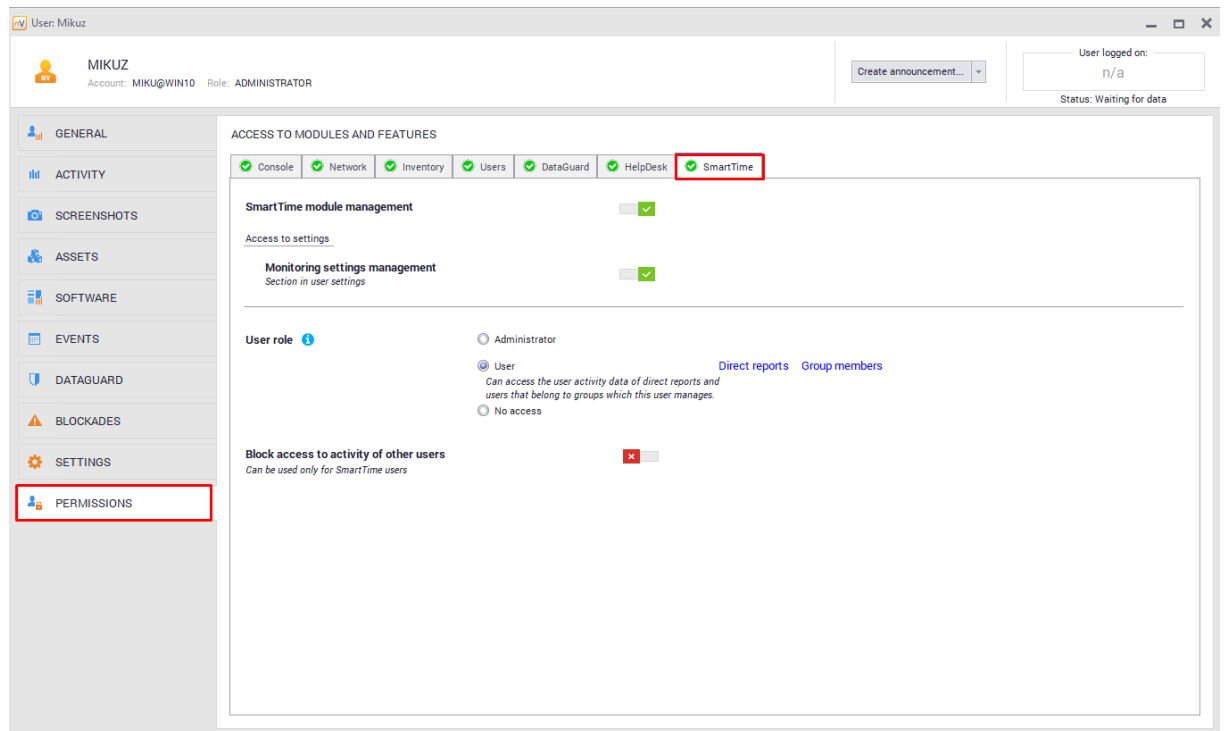 nV User: Mikuz
MIKUZ
Account: MIKU@WIN10 Role: ADMINISTRATOR
Create announcement...
User logged on:
n/a
Status: Waiting for data
NV
GENERAL
ACTIVITY
SCREENSHOTS
ASSETS
SOFTWARE
EVENTS
DATAGUARD
BLOCKADES
SETTINGS
PERMISSIONS
ACCESS TO MODULES AND FEATURES
Console Network Inventory Users DataGuard HelpDesk SmartTime
SmartTime module management
Access to settings
Monitoring settings management
Section in user settings
User role i
Administrator
User Direct reports Group members
Can access the user activity data of direct reports and
users that belong to groups which this user manages.
No access
Block access to activity of other users
Can be used only for SmartTime users